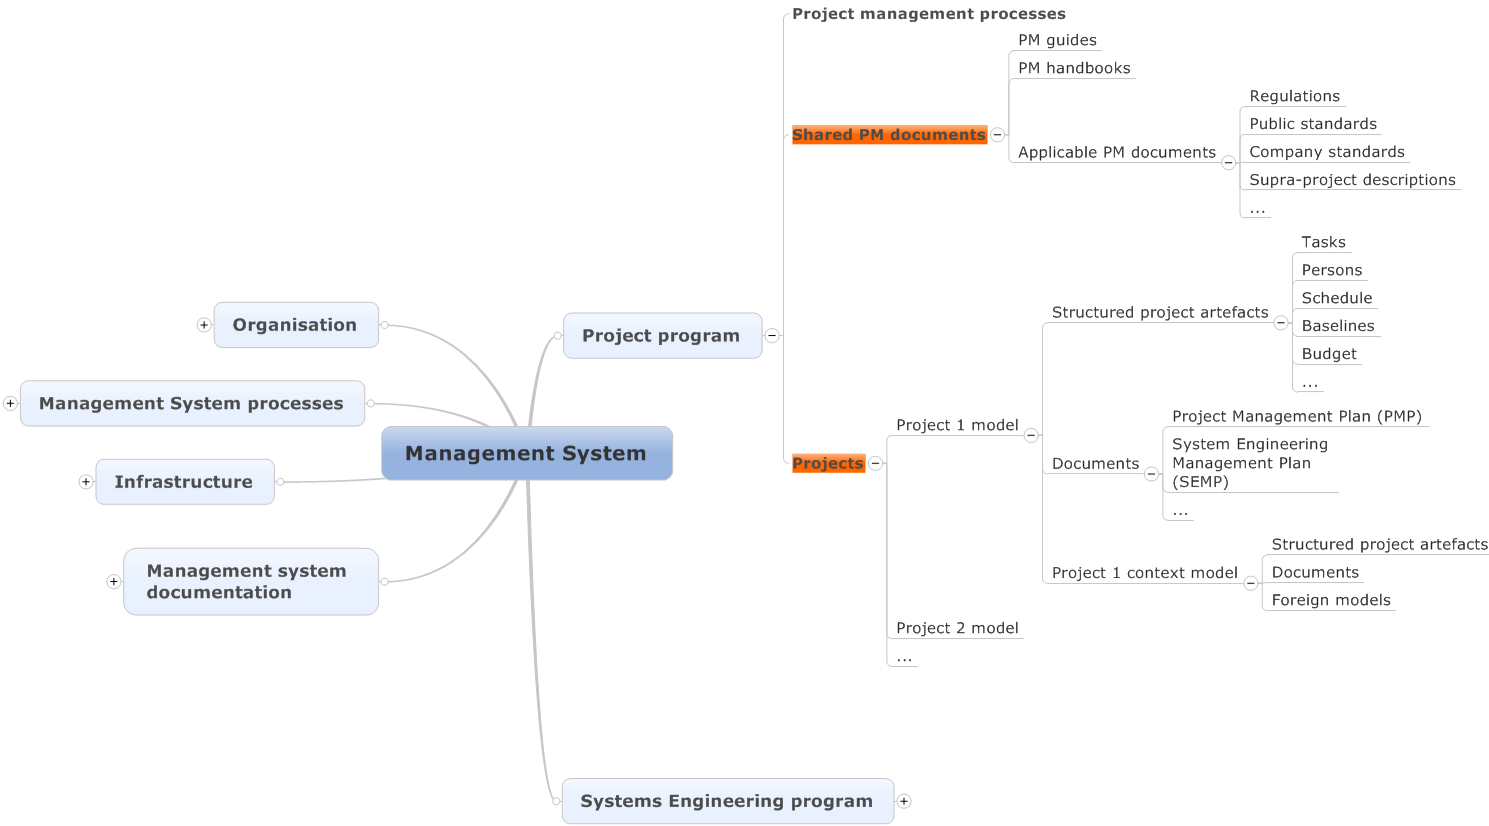 Project management processes
PM guides
PM handbooks
Regulations
Public standards
Shared PM documents
Applicable PM documents
Company standards
Supra-project descriptions
...
Tasks
Persons
Structured project artefacts
Schedule
Baselines
Budget
...
Organisation
Project program
Management System processes
Project 1 model
Project Management Plan (PMP)
System Engineering
Management Plan
(SEMP)
...
Management System
Projects
Documents
Infrastructure
Structured project artefacts
Project 1 context model
Documents
Foreign models
Management system
documentation
Project 2 model
...
Systems Engineering program